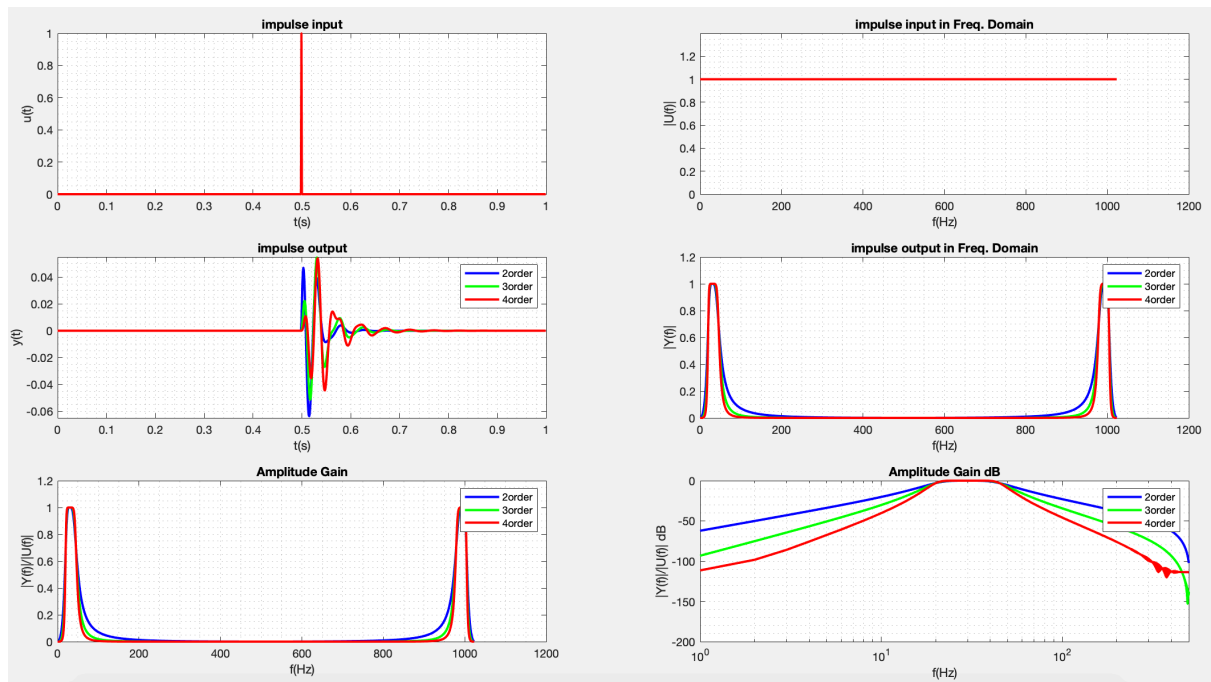 impulse input
1
0.8
0.6
0.4
0.2
0
u(t)
0 0.1 0.2 0.3 0.4 0.5 0.6 0.7 0.8 0.9 1
t(s)
impulse input in Freq. Domain
1.2
1
0.8
0.6
0.4
0.2
0
|U(f)|
0 200 400 600 800 1000 1200
f(Hz)
impulse output
0.04
0.02
0
-0.02
-0.04
-0.06
y(t)
2order
3order
4order
0 0.1 0.2 0.3 0.4 0.5 0.6 0.7 0.8 0.9 1
t(s)
impulse output in Freq. Domain
1.2
1
0.8
0.6
0.4
0.2
0
|Y(f)|
2order
3order
4order
0 200 400 600 800 1000 1200
f(Hz)
Amplitude Gain
1.2
1
0.8
0.6
0.4
0.2
0
|Y(f)|/|U(f)|
2order
3order
4order
0 200 400 600 800 1000 1200
f(Hz)
Amplitude Gain dB
0
-50
-100
-150
-200
|Y(f)|/|U(f)| dB
2order
3order
4order
10⁰ 10¹ 10²
f(Hz)